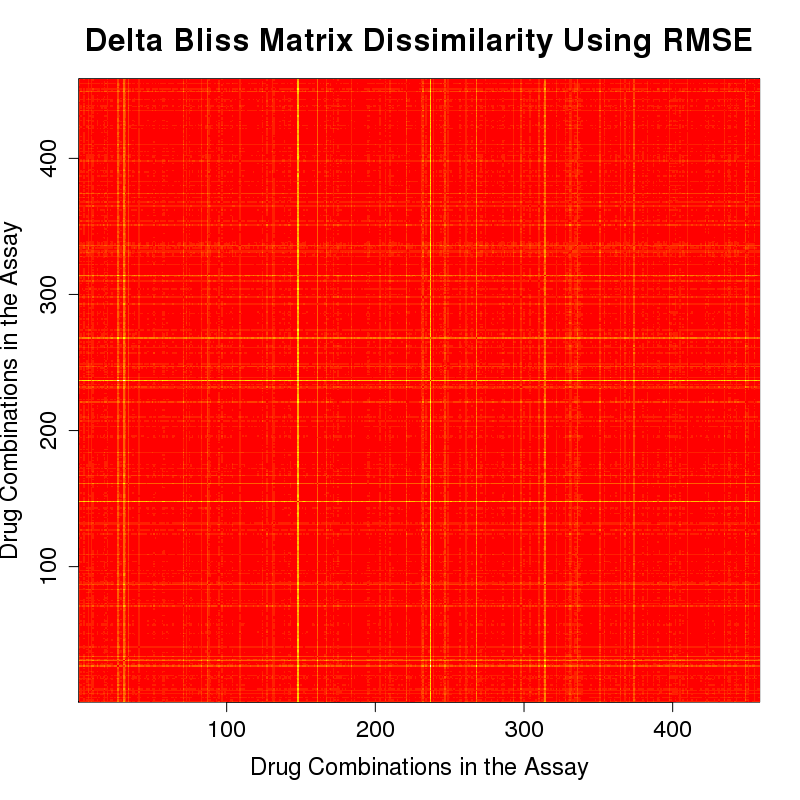 Delta Bliss Matrix Dissimilarity Using RMSE
Drug Combinations in the Assay
400
300
200
100
100 200 300 400
Drug Combinations in the Assay